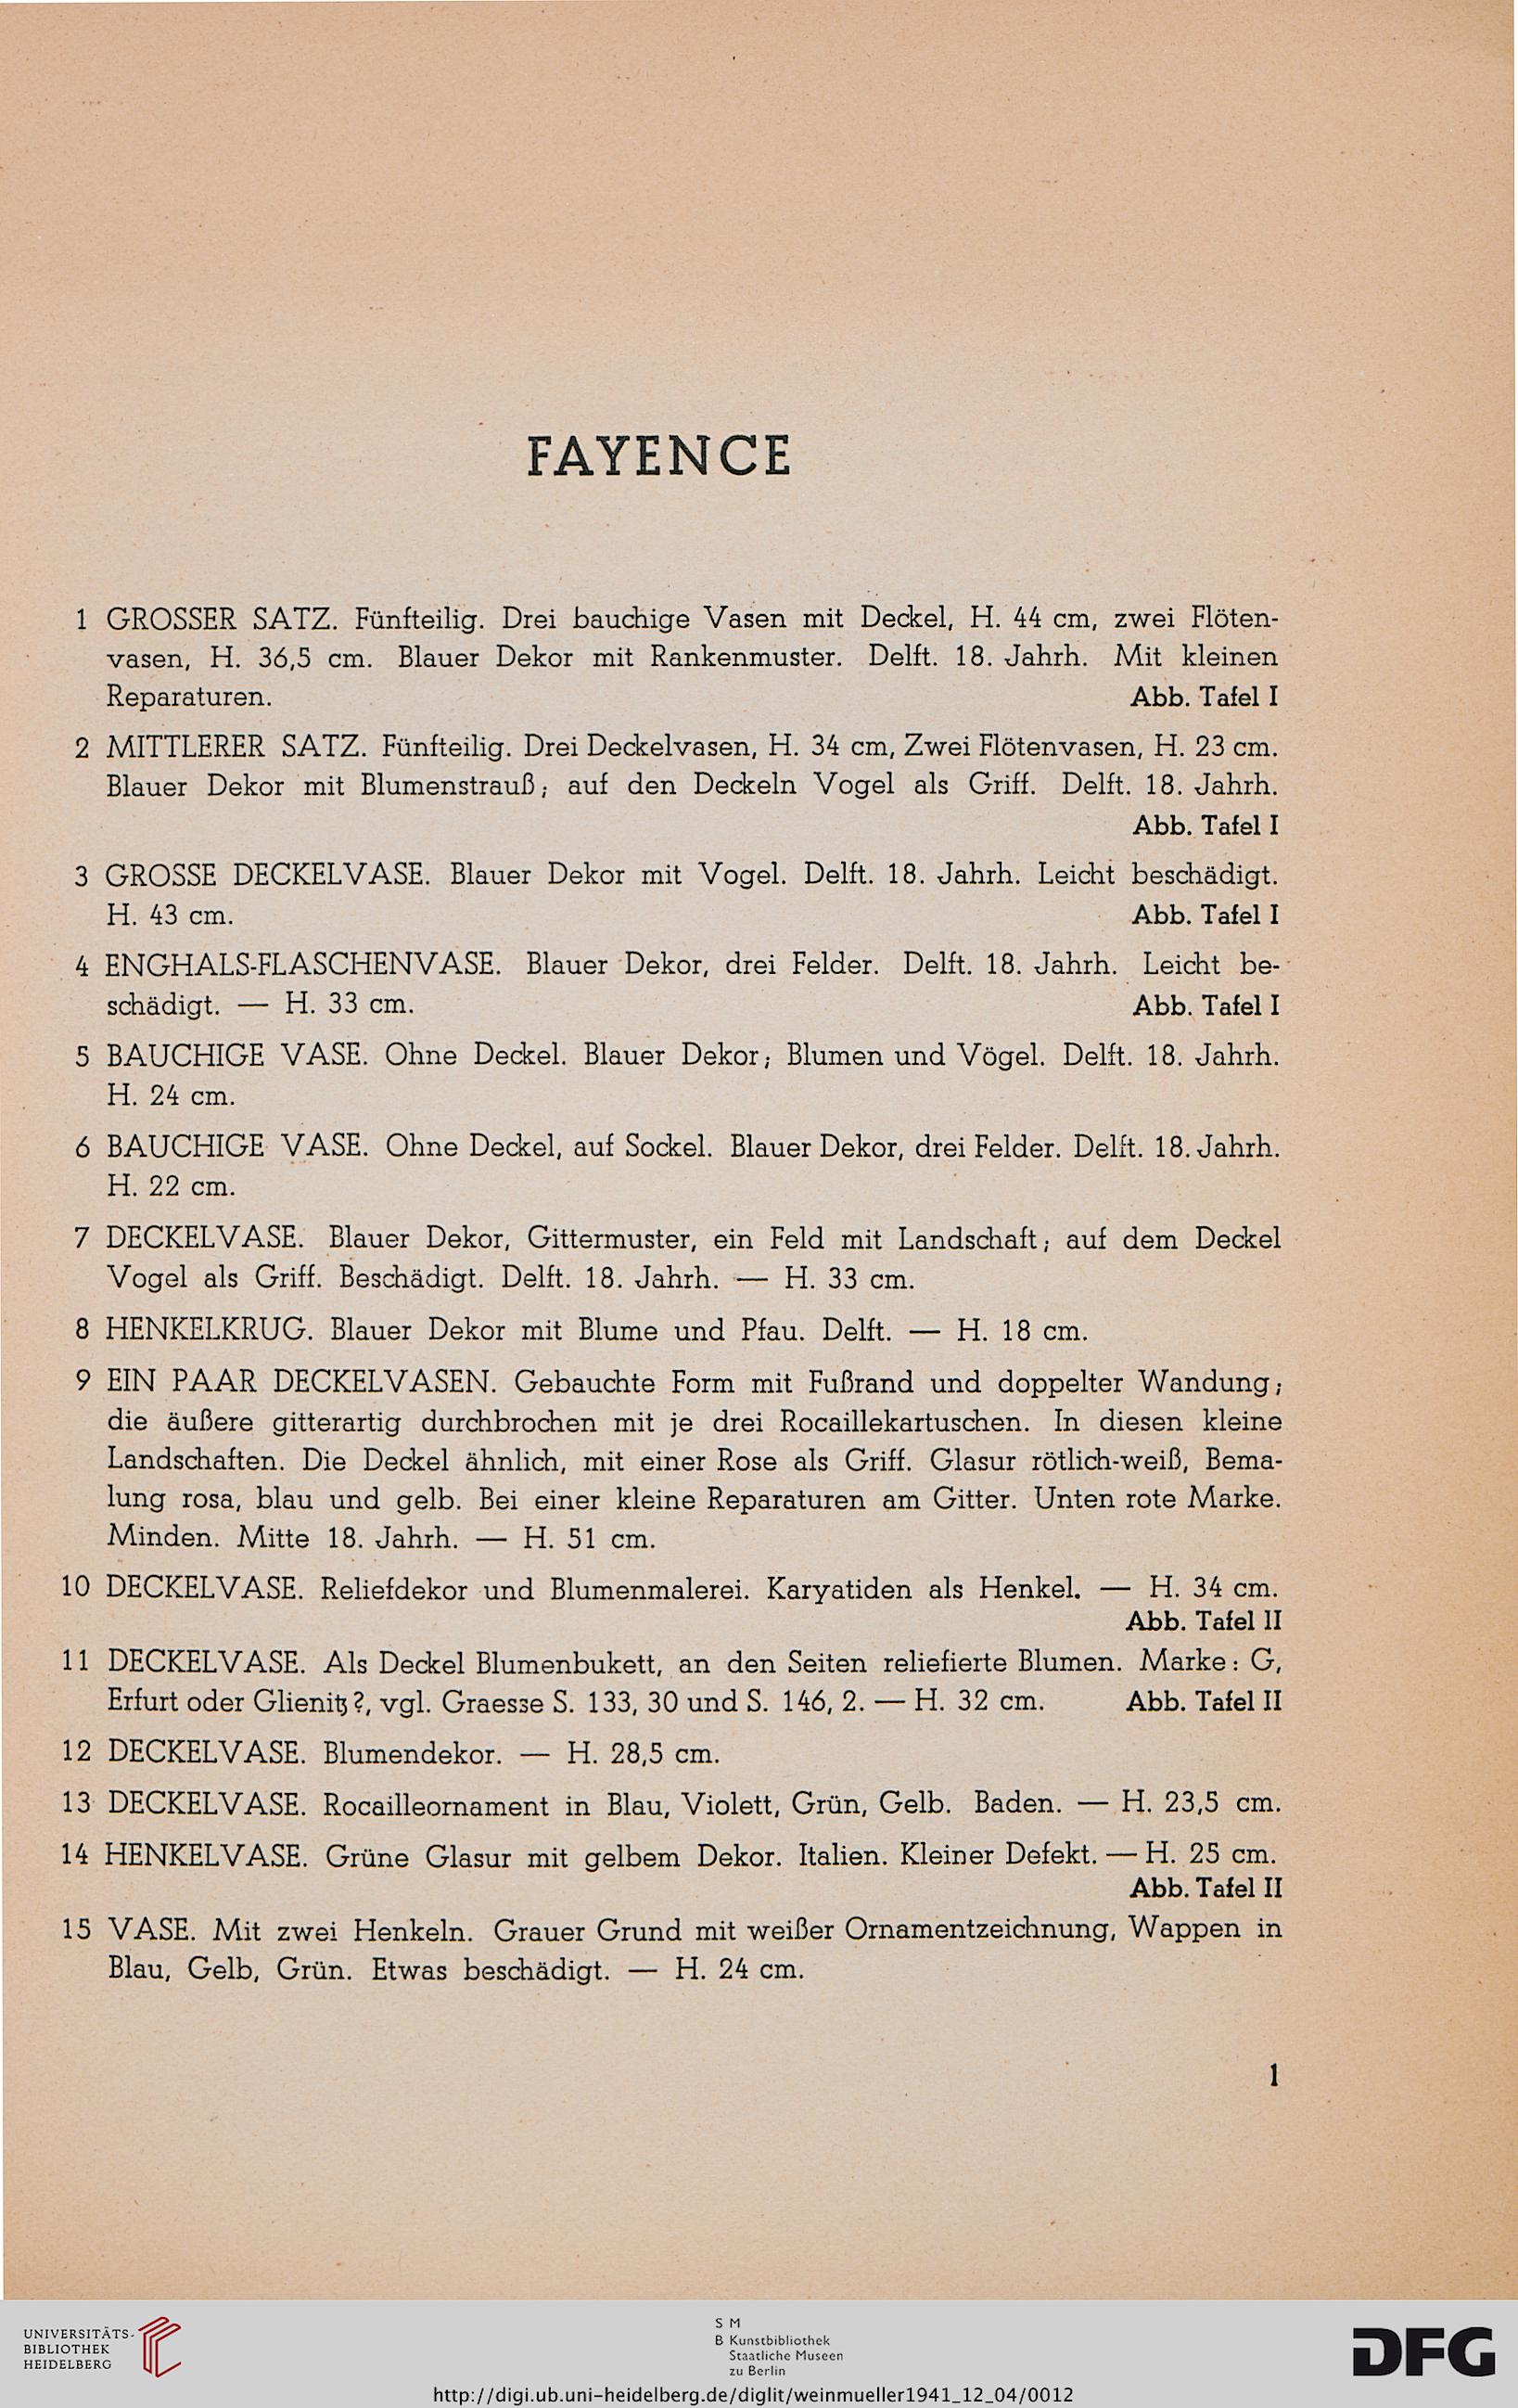 FAYENCE
1 GROSSER SATZ. Fünfteilig. Drei bauchige Vasen mit Deckel, H. 44 cm, zwei Flöten-
vasen, H. 36,5 cm. Blauer Dekor mit Rankenmuster. Delft. 18. Jahrh. Mit kleinen
Reparaturen. Abb. Tafel I
2 MITTLERER SATZ. Fünfteilig. Drei Deckelvasen, H. 34 cm, Zwei Flötenvasen, H. 23 cm.
Blauer Dekor mit Blumenstrauß; auf den Deckeln Vogel als Griff. Delft. 18. Jahrh.
Abb. Tafel I
3 GROSSE DECKELVASE. Blauer Dekor mit Vogel. Delft. 18. Jahrh. Leicht beschädigt.
H. 43 cm. Abb. Tafel I
4 ENGHALS-FLASCHENVASE. Blauer Dekor, drei Felder. Delft. 18. Jahrh. Leicht be-
schädigt. — H. 33 cm. Abb. Tafel I
5 BAUCHIGE VASE. Ohne Deckel. Blauer Dekor; Blumen und Vögel. Delft. 18. Jahrh.
H. 24 cm.
6 BAUCHIGE VASE. Ohne Deckel, auf Sockel. Blauer Dekor, drei Felder. Delft. 18. Jahrh.
H. 22 cm.
7 DECKELVASE. Blauer Dekor, Gittermuster, ein Feld mit Landschaft; auf dem Deckel
Vogel als Griff. Beschädigt. Delft. 18. Jahrh. — H. 33 cm.
8 HENKELKRUG. Blauer Dekor mit Blume und Pfau. Delft. — H. 18 cm.
9 EIN PAAR DECKELVASEN. Gebauchte Form mit Fußrand und doppelter Wandung;
die äußere gitterartig durchbrochen mit je drei Rocaillekartuschen. In diesen kleine
Landschaften. Die Deckel ähnlich, mit einer Rose als Griff. Glasur rötlich-weiß, Bema-
lung rosa, blau und gelb. Bei einer kleine Reparaturen am Gitter. Unten rote Marke.
Minden. Mitte 18. Jahrh. — H. 51 cm.
10 DECKELVASE. Reliefdekor und Blumenmalerei. Karyatiden als Henkel. — H. 34 cm.
Abb. Tafel II
11 DECKELVASE. Als Deckel Blumenbukett, an den Seiten reliefierte Blumen. Marke: G,
Erfurt oder Glienitz?, vgl. Graesse S. 133, 30 und S. 146, 2. — H. 32 cm. Abb. Tafel II
12 DECKELVASE. Blumendekor. — H. 28,5 cm.
13 DECKELVASE. Rocailleornament in Blau, Violett, Grün, Gelb. Baden. — H. 23,5 cm.
14 HENKELVASE. Grüne Glasur mit gelbem Dekor. Italien. Kleiner Defekt. — H. 25 cm.
Abb. Tafel II
15 VASE. Mit zwei Henkeln. Grauer Grund mit weißer Ornamentzeichnung, Wappen in
Blau, Gelb, Grün. Etwas beschädigt. — H. 24 cm.
1
UNIVERSITÄTS-
BIBLIOTHEK
HEIDELBERG
S M
B Kunstbibliothek
Staatliche Museen
zu Berlin
DFG
http://digi.ub.uni-heidelberg.de/diglit/weinmueller1941_12_04/0012